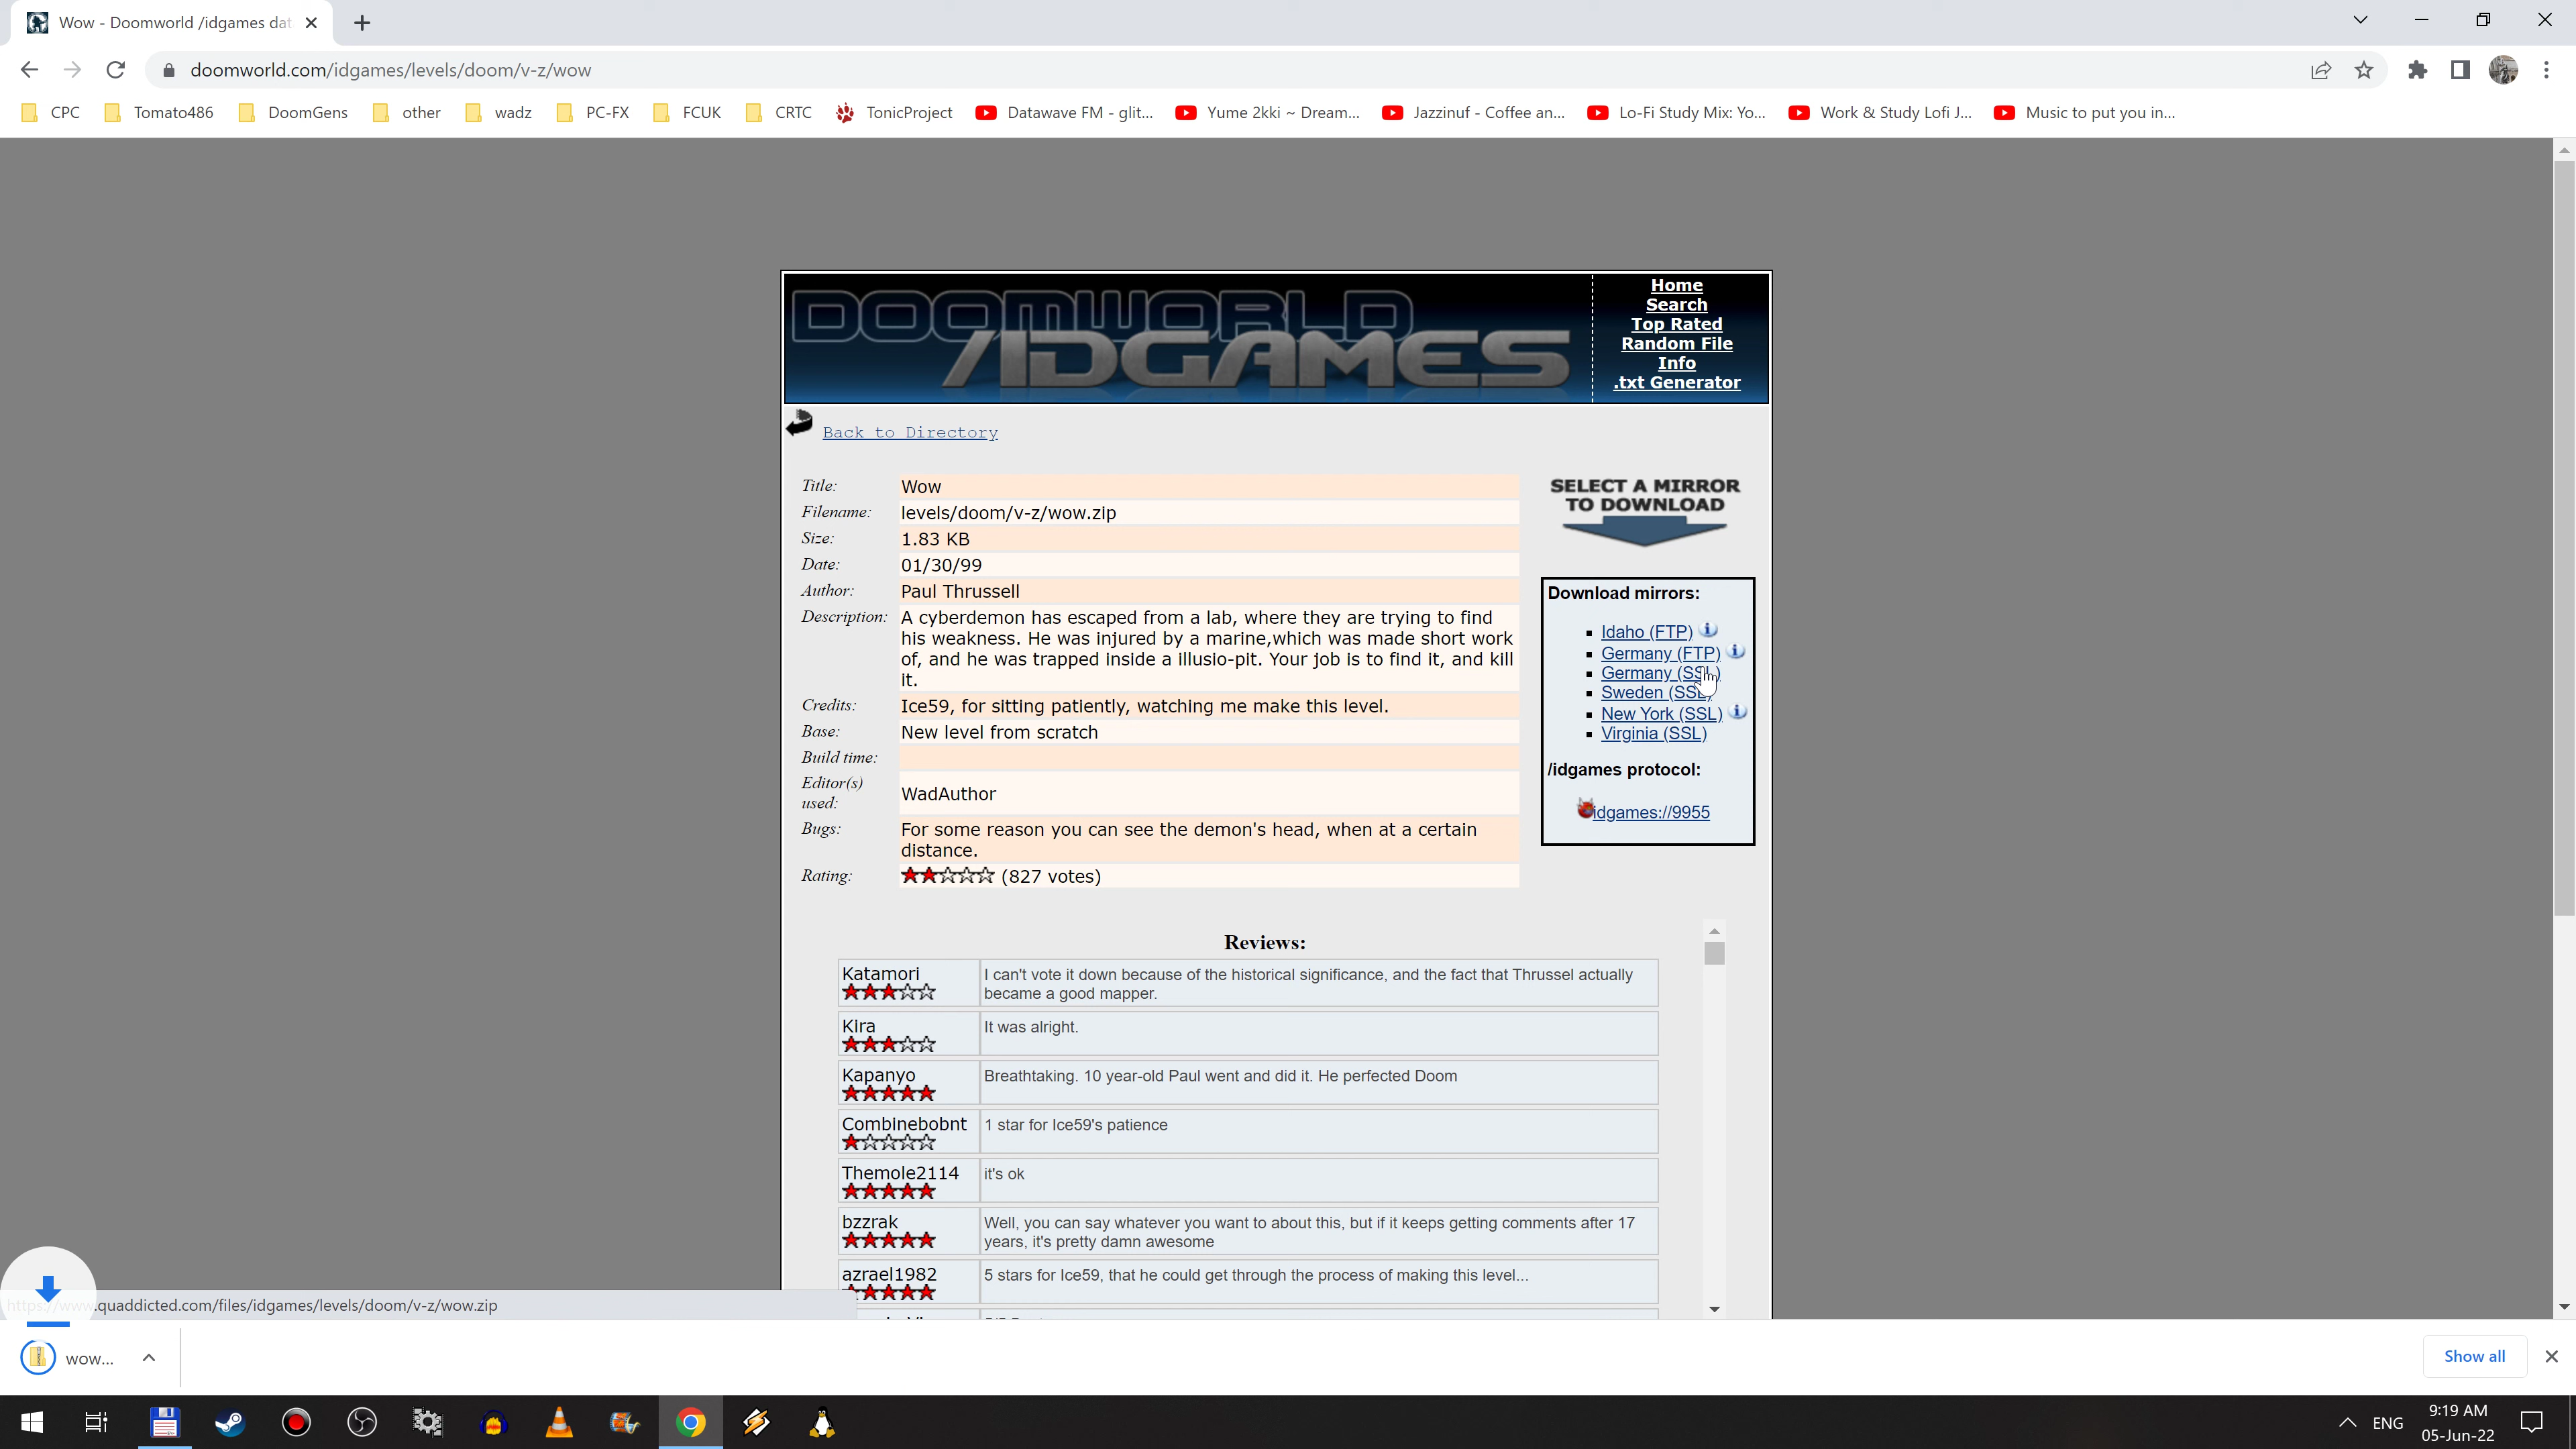 Wow - Doomworld /idgames dat
doomworld.com/idgames/levels/doom/v-z/wow
CPC Tomato486 DoomGens other wadz PC-FX FCUK CRTC TonicProject Datawave FM - glit... Yume 2kki ~ Dream... Jazzinuf - Coffee an... Lo-Fi Study Mix: Yo... Work & Study Lofi J... Music to put you in...
DOOMWORLD
/IDGAMES
Home
Search
Top Rated
Random File
Info
.txt Generator
Back to Directory
Title: Wow
Filename: levels/doom/v-z/wow.zip
Size: 1.83 KB
Date: 01/30/99
Author: Paul Thrussell
Description: A cyberdemon has escaped from a lab, where they are trying to find
his weakness. He was injured by a marine,which was made short work
of, and he was trapped inside a illusio-pit. Your job is to find it, and kill
it.
Credits: Ice59, for sitting patiently, watching me make this level.
Base: New level from scratch
Build time:
Editor(s)
used: WadAuthor
Bugs: For some reason you can see the demon's head, when at a certain
distance.
Rating: (827 votes)
SELECT A MIRROR
TO DOWNLOAD
Download mirrors:
Idaho (FTP)
Germany (FTP)
Germany (SSL)
Sweden (SSL)
New York (SSL)
Virginia (SSL)
/idgames protocol:
idgames://9955
Reviews:
Katamori I can't vote it down because of the historical significance, and the fact that Thrussel actually
became a good mapper.
Kira It was alright.
Kapanyo Breathtaking. 10 year-old Paul went and did it. He perfected Doom
Combinebobnt 1 star for Ice59's patience
Themole2114 it's ok
bzzrak Well, you can say whatever you want to about this, but if it keeps getting comments after 17
years, it's pretty damn awesome
azrael1982 5 stars for Ice59, that he could get through the process of making this level...
https://www.quaddicted.com/files/idgames/levels/doom/v-z/wow.zip
wow... Show all
ENG 9:19 AM
05-Jun-22